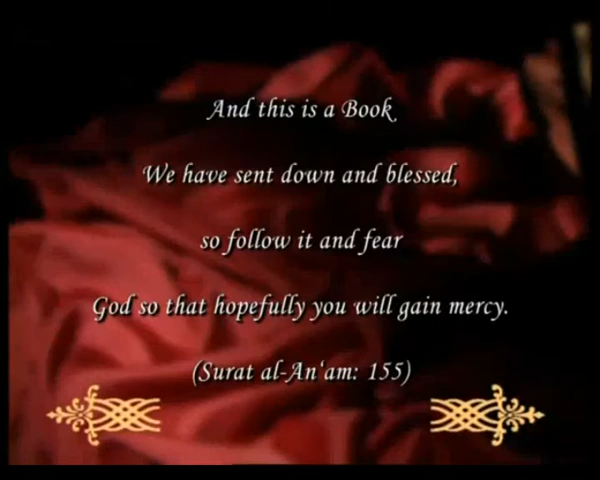 And this is a Book
We have sent down and blessed,
so follow it and fear
God so that hopefully you will gain mercy.
(Surat al-An‘am: 155)